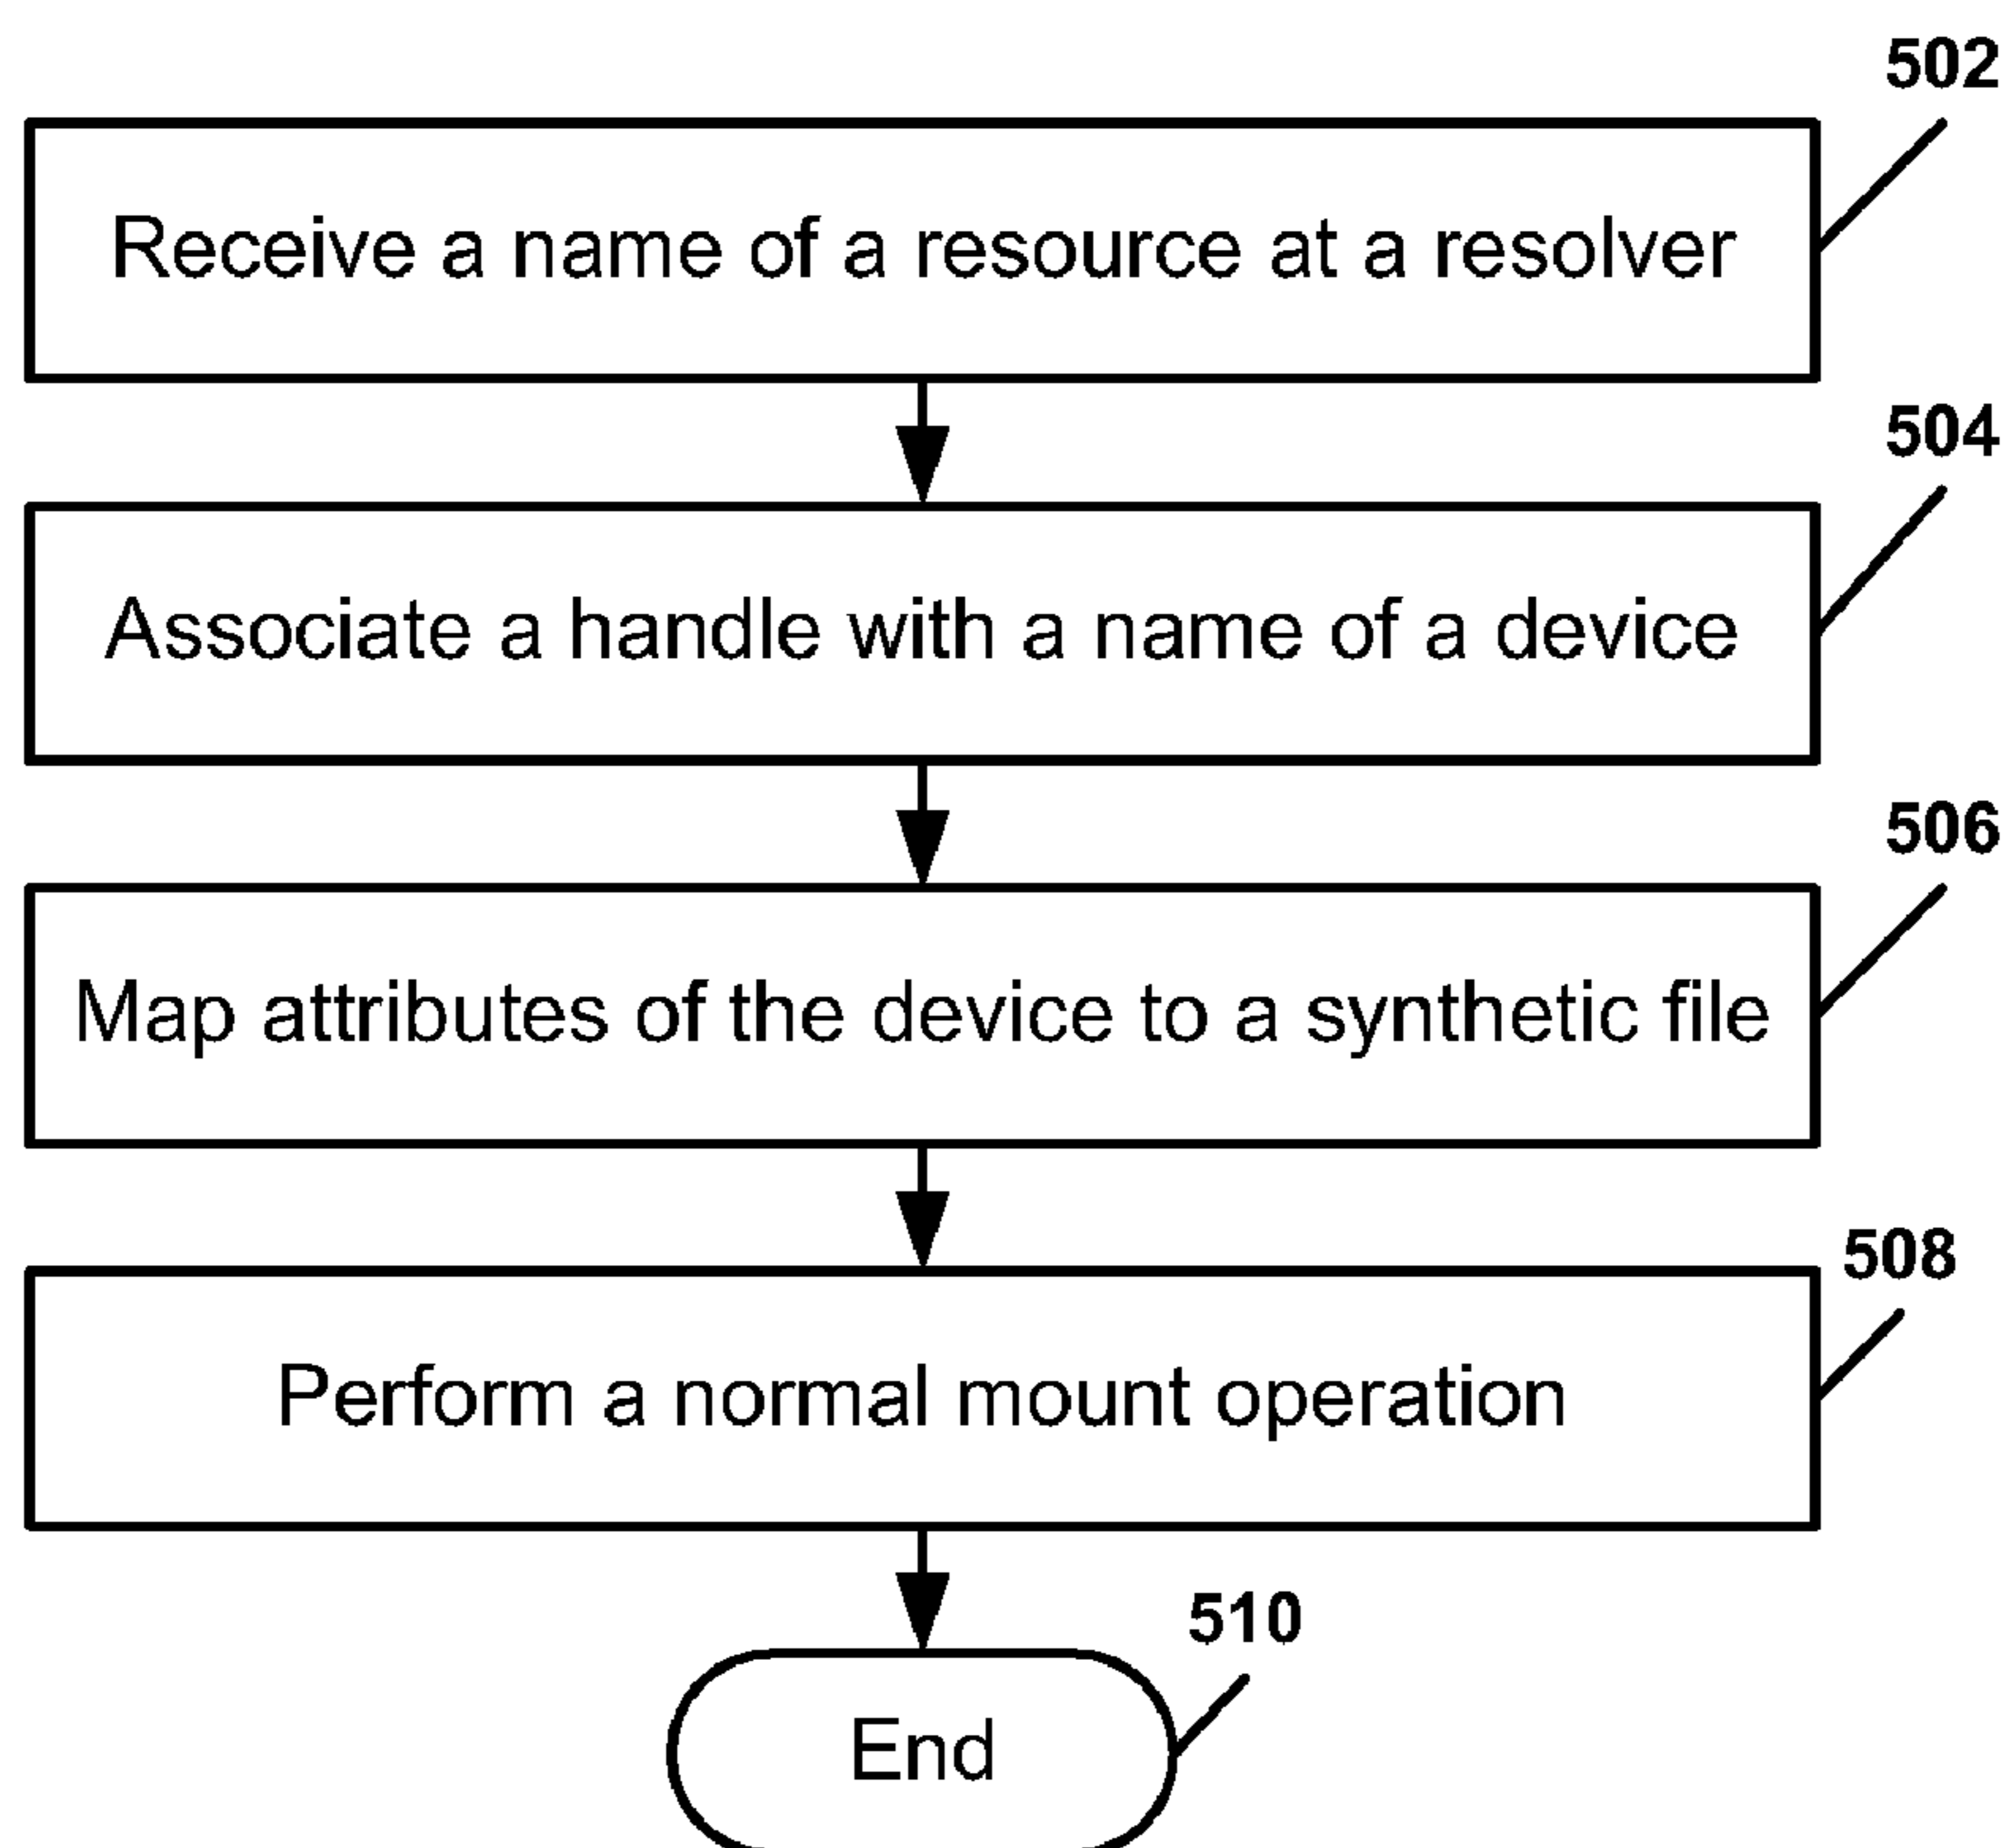 502
Receive a name of a resource at a resolver
504
Associate a handle with a name of a device
506
Map attributes of the device to a synthetic file
508
Perform a normal mount operation
510
End